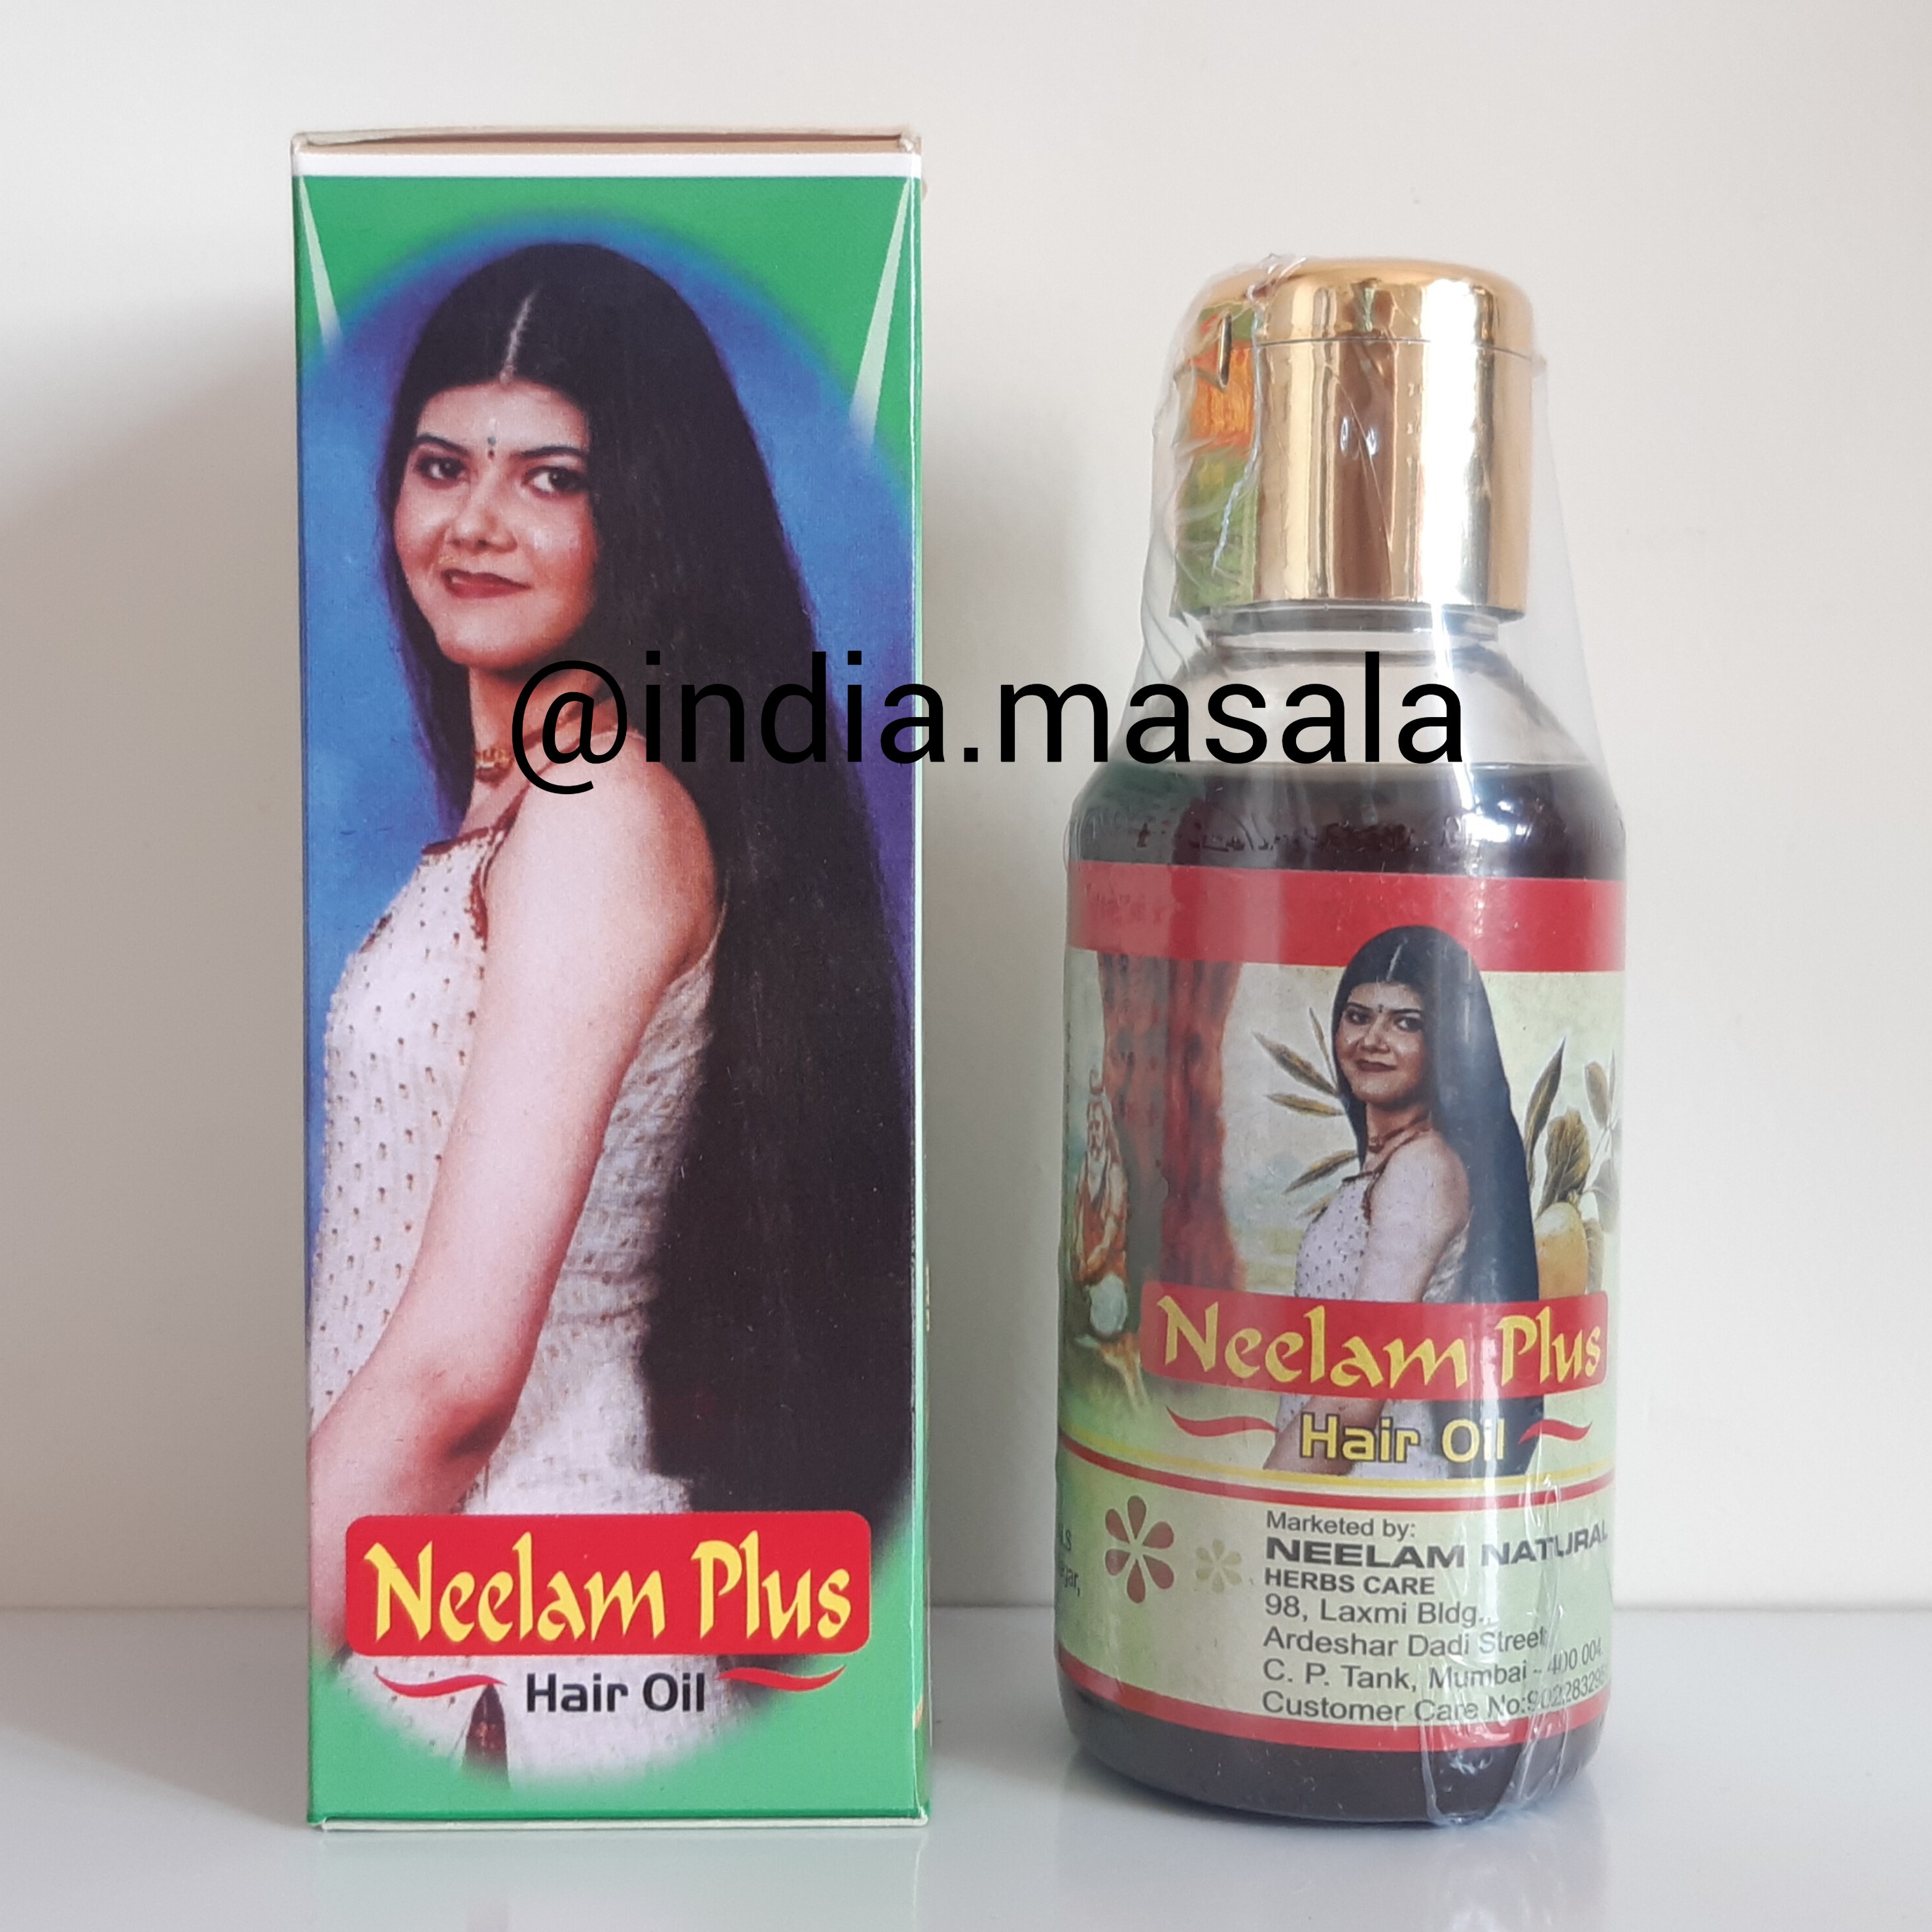 @india.masala
Neelam Plus
Hair Oil
Neelam Plus
Hair Oil
Marketed by:
NEELAM NATURAL
HERBS CARE
98, Laxmi Bldg.,
Ardeshar Dadi Street,
C. P. Tank, Mumbai - 400 004
Customer Care No: